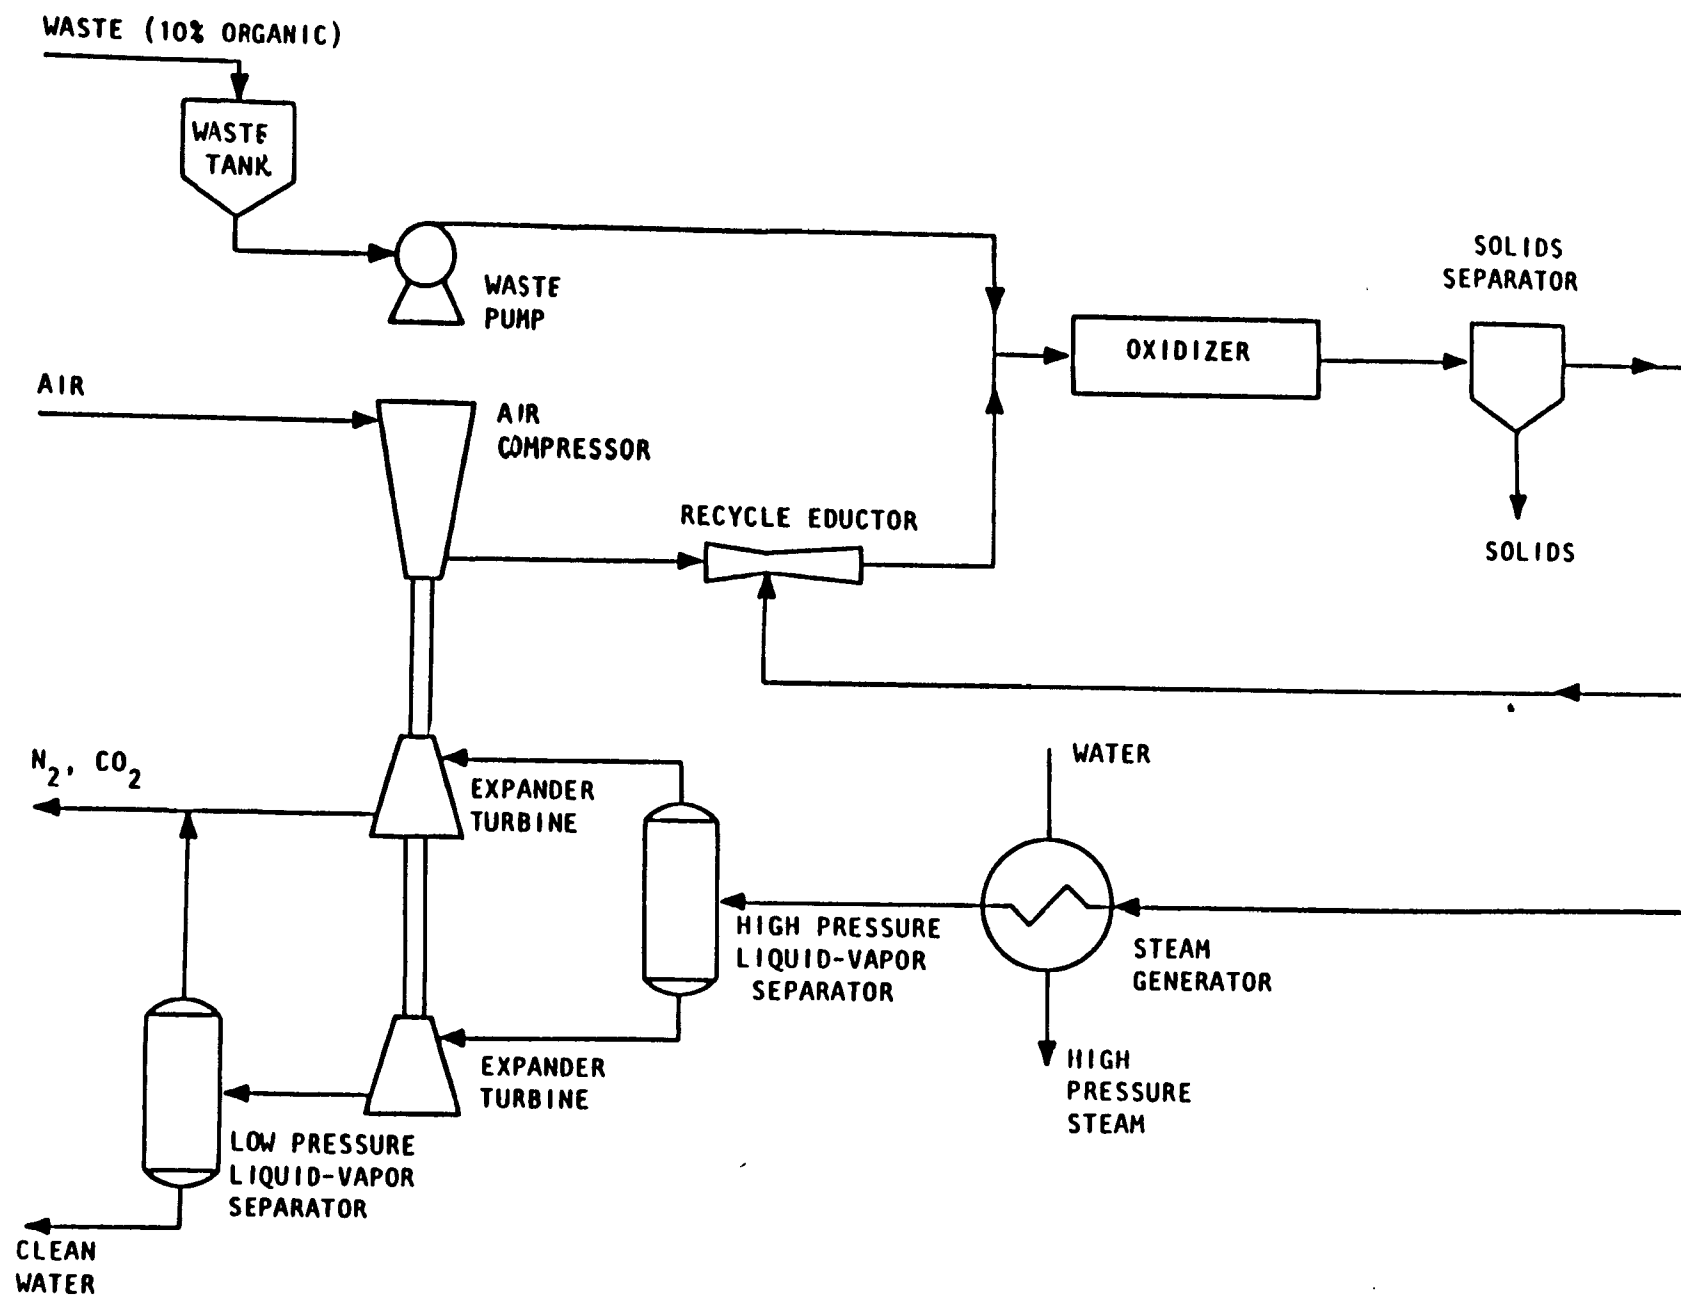 WASTE (10% ORGANIC)
WASTE
TANK
WASTE
PUMP
SOLIDS
SEPARATOR
OXIDIZER
AIR
AIR
COMPRESSOR
RECYCLE EDUCTOR
SOLIDS
N2, CO2
EXPANDER
TURBINE
WATER
HIGH PRESSURE
LIQUID-VAPOR
SEPARATOR
STEAM
GENERATOR
EXPANDER
TURBINE
HIGH
PRESSURE
STEAM
LOW PRESSURE
LIQUID-VAPOR
SEPARATOR
CLEAN
WATER